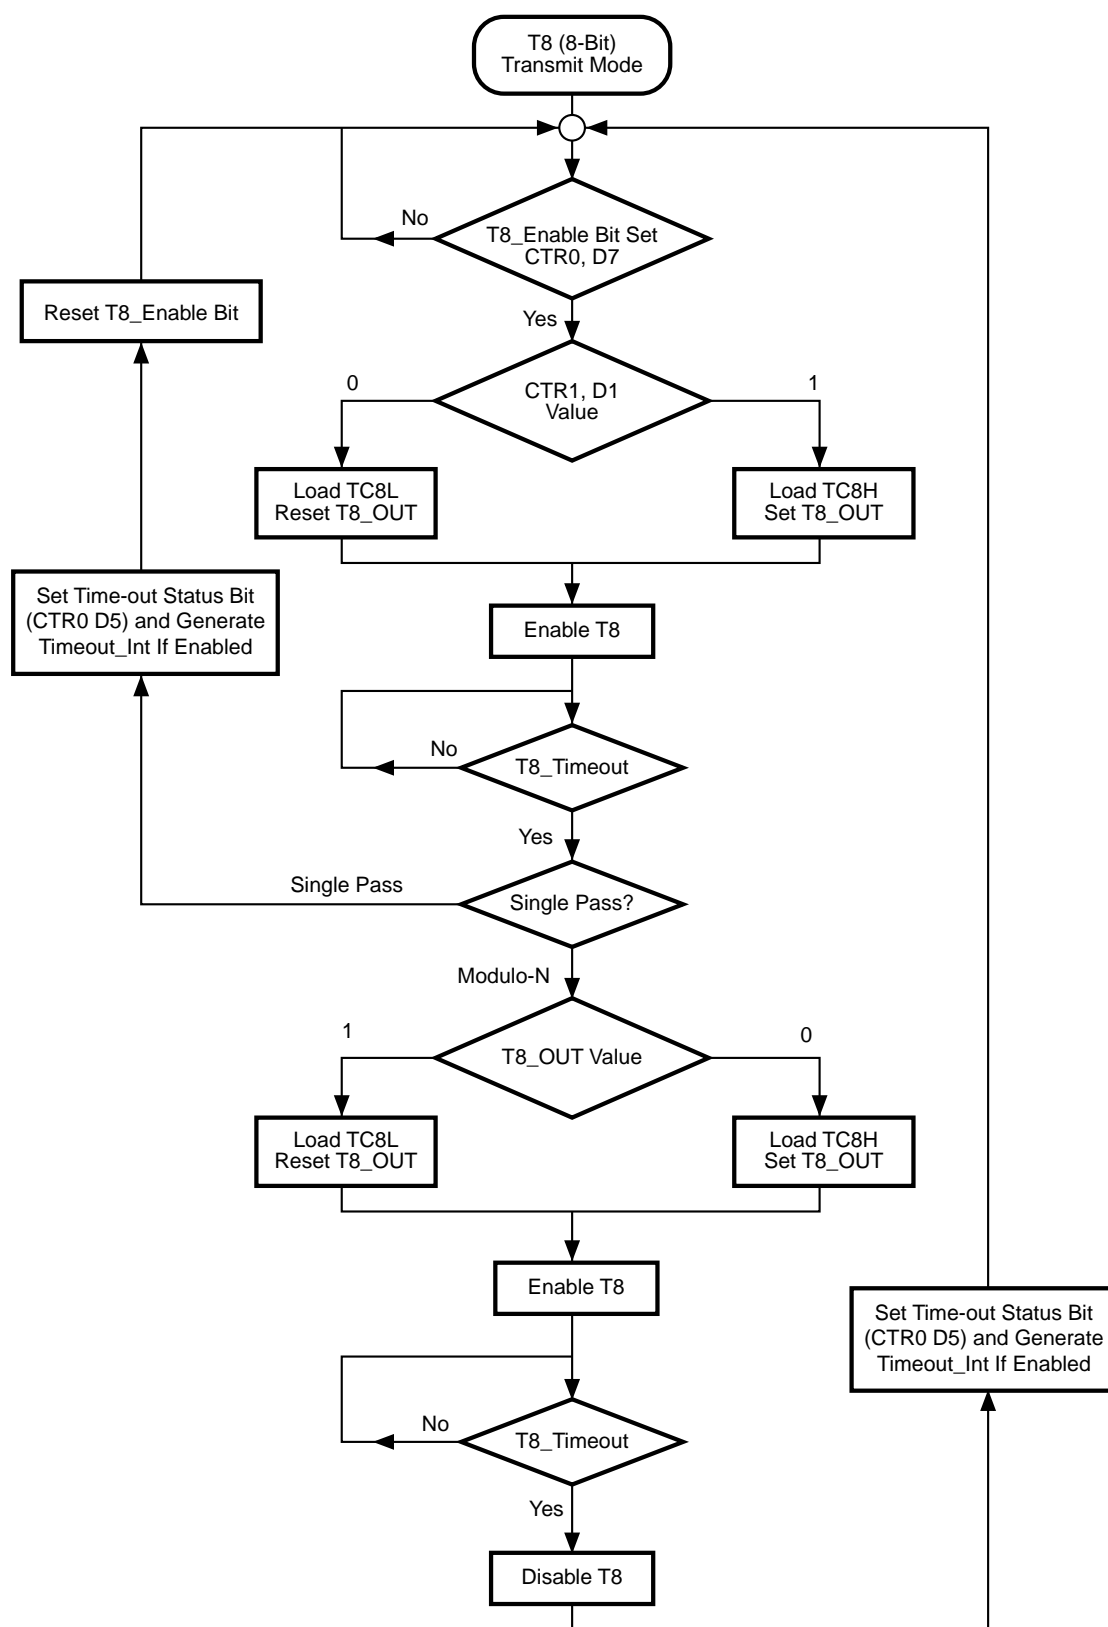 T8 (8-Bit)
Transmit Mode
No
T8_Enable Bit Set
CTR0, D7
Reset T8_Enable Bit
Yes
0
CTR1, D1
Value
1
Load TC8L
Reset T8_OUT
Load TC8H
Set T8_OUT
Set Time-out Status Bit
(CTR0 D5) and Generate
Timeout_Int If Enabled
Enable T8
No
T8_Timeout
Yes
Single Pass
Single Pass?
Modulo-N
1
T8_OUT Value
0
Load TC8L
Reset T8_OUT
Load TC8H
Set T8_OUT
Enable T8
Set Time-out Status Bit
(CTR0 D5) and Generate
Timeout_Int If Enabled
No
T8_Timeout
Yes
Disable T8